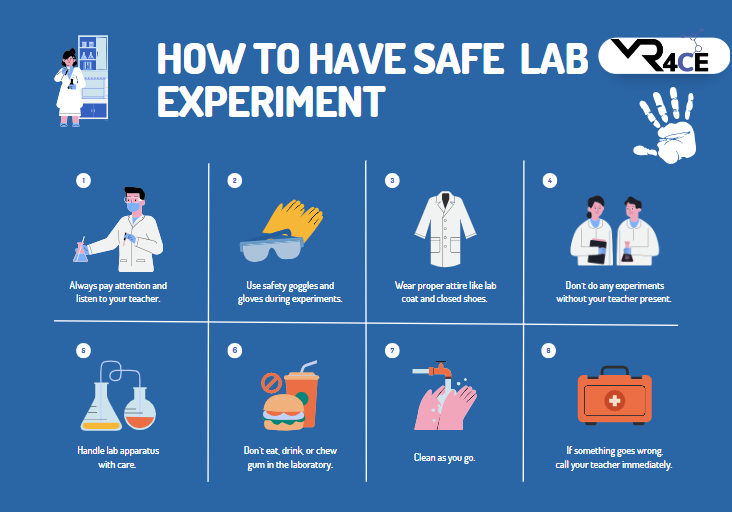 HOW TO HAVE SAFE LAB
EXPERIMENT
VR4CE
1
Always pay attention and
listen to your teacher.
2
Use safety goggles and
gloves during experiments.
3
Wear proper attire like lab
coat and closed shoes.
4
Don't do any experiments
without your teacher present.
5
Handle lab apparatus
with care.
6
Don't eat, drink, or chew
gum in the laboratory.
7
Clean as you go.
8
If something goes wrong,
call your teacher immediately.